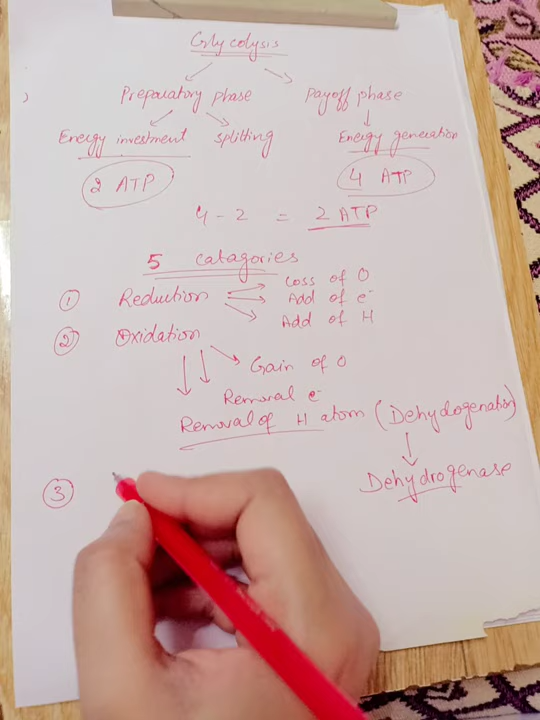 Glycolysis
Preparatory phase payoff phase
Energy investment splitting Energy generation
2 ATP 4 ATP
4 - 2 = 2 ATP
5 catagories
① Reduction Loss of O
Add of e⁻
Add of H
② Oxidation
Gain of O
Removal e⁻
Removal of H atom (Dehydogenation)
Dehydrogenase
③